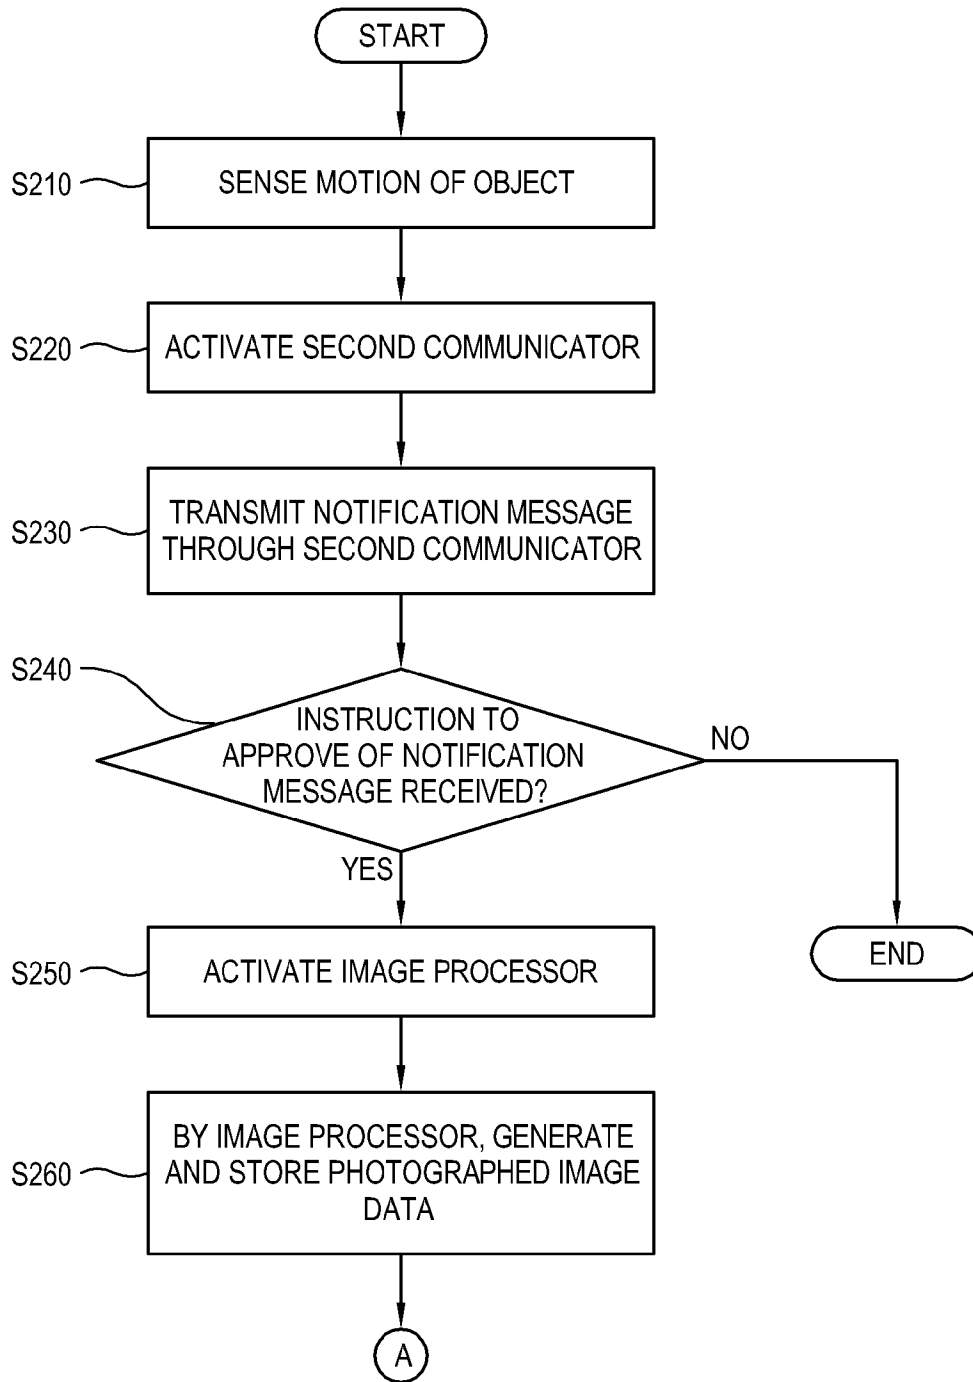 START
S210
SENSE MOTION OF OBJECT
S220
ACTIVATE SECOND COMMUNICATOR
S230
TRANSMIT NOTIFICATION MESSAGE
THROUGH SECOND COMMUNICATOR
S240
INSTRUCTION TO
APPROVE OF NOTIFICATION
MESSAGE RECEIVED?
NO
YES
S250
ACTIVATE IMAGE PROCESSOR
END
S260
BY IMAGE PROCESSOR, GENERATE
AND STORE PHOTOGRAPHED IMAGE
DATA
A